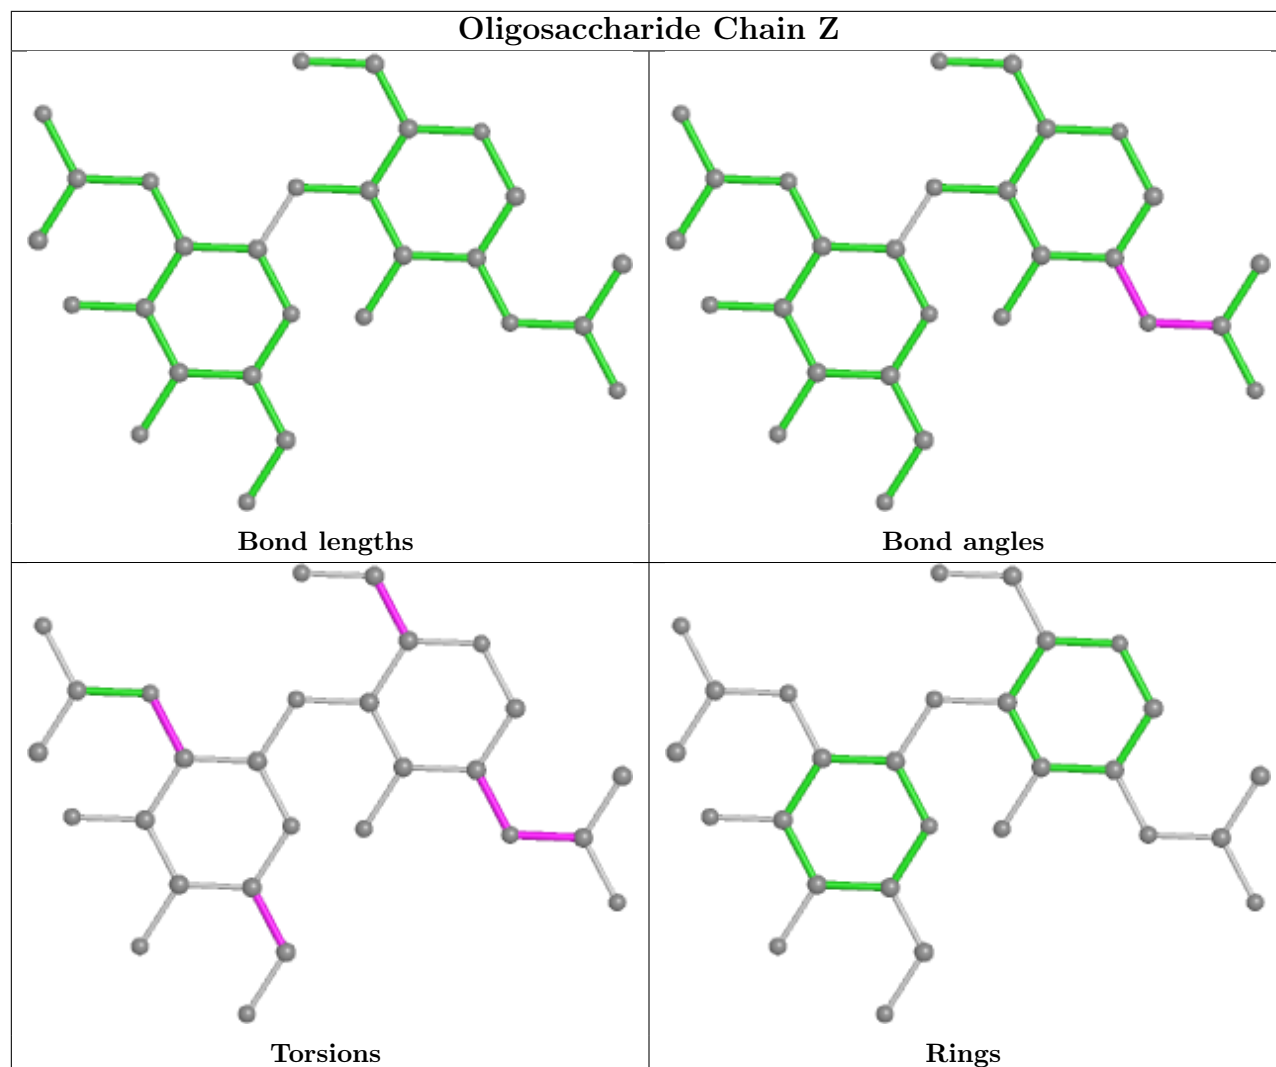 Oligosaccharide Chain Z
Bond lengths
Bond angles
Torsions
Rings